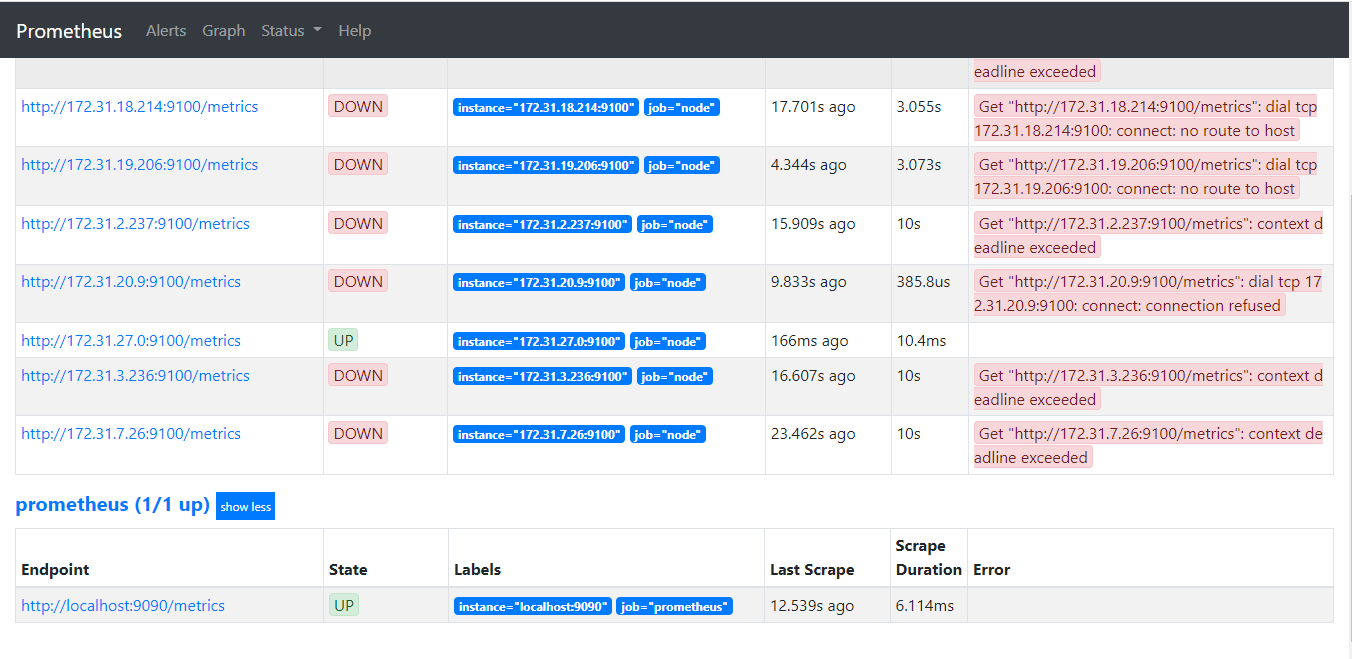 Prometheus Alerts Graph Status Help
eadline exceeded
http://172.31.18.214:9100/metrics DOWN instance="172.31.18.214:9100" job="node" 17.701s ago 3.055s Get "http://172.31.18.214:9100/metrics": dial tcp
172.31.18.214:9100: connect: no route to host
http://172.31.19.206:9100/metrics DOWN instance="172.31.19.206:9100" job="node" 4.344s ago 3.073s Get "http://172.31.19.206:9100/metrics": dial tcp
172.31.19.206:9100: connect: no route to host
http://172.31.2.237:9100/metrics DOWN instance="172.31.2.237:9100" job="node" 15.909s ago 10s Get "http://172.31.2.237:9100/metrics": context d
eadline exceeded
http://172.31.20.9:9100/metrics DOWN instance="172.31.20.9:9100" job="node" 9.833s ago 385.8us Get "http://172.31.20.9:9100/metrics": dial tcp 17
2.31.20.9:9100: connect: connection refused
http://172.31.27.0:9100/metrics UP instance="172.31.27.0:9100" job="node" 166ms ago 10.4ms
http://172.31.3.236:9100/metrics DOWN instance="172.31.3.236:9100" job="node" 16.607s ago 10s Get "http://172.31.3.236:9100/metrics": context d
eadline exceeded
http://172.31.7.26:9100/metrics DOWN instance="172.31.7.26:9100" job="node" 23.462s ago 10s Get "http://172.31.7.26:9100/metrics": context de
adline exceeded
prometheus (1/1 up) show less
Scrape
Endpoint State Labels Last Scrape Duration Error
http://localhost:9090/metrics UP instance="localhost:9090" job="prometheus" 12.539s ago 6.114ms